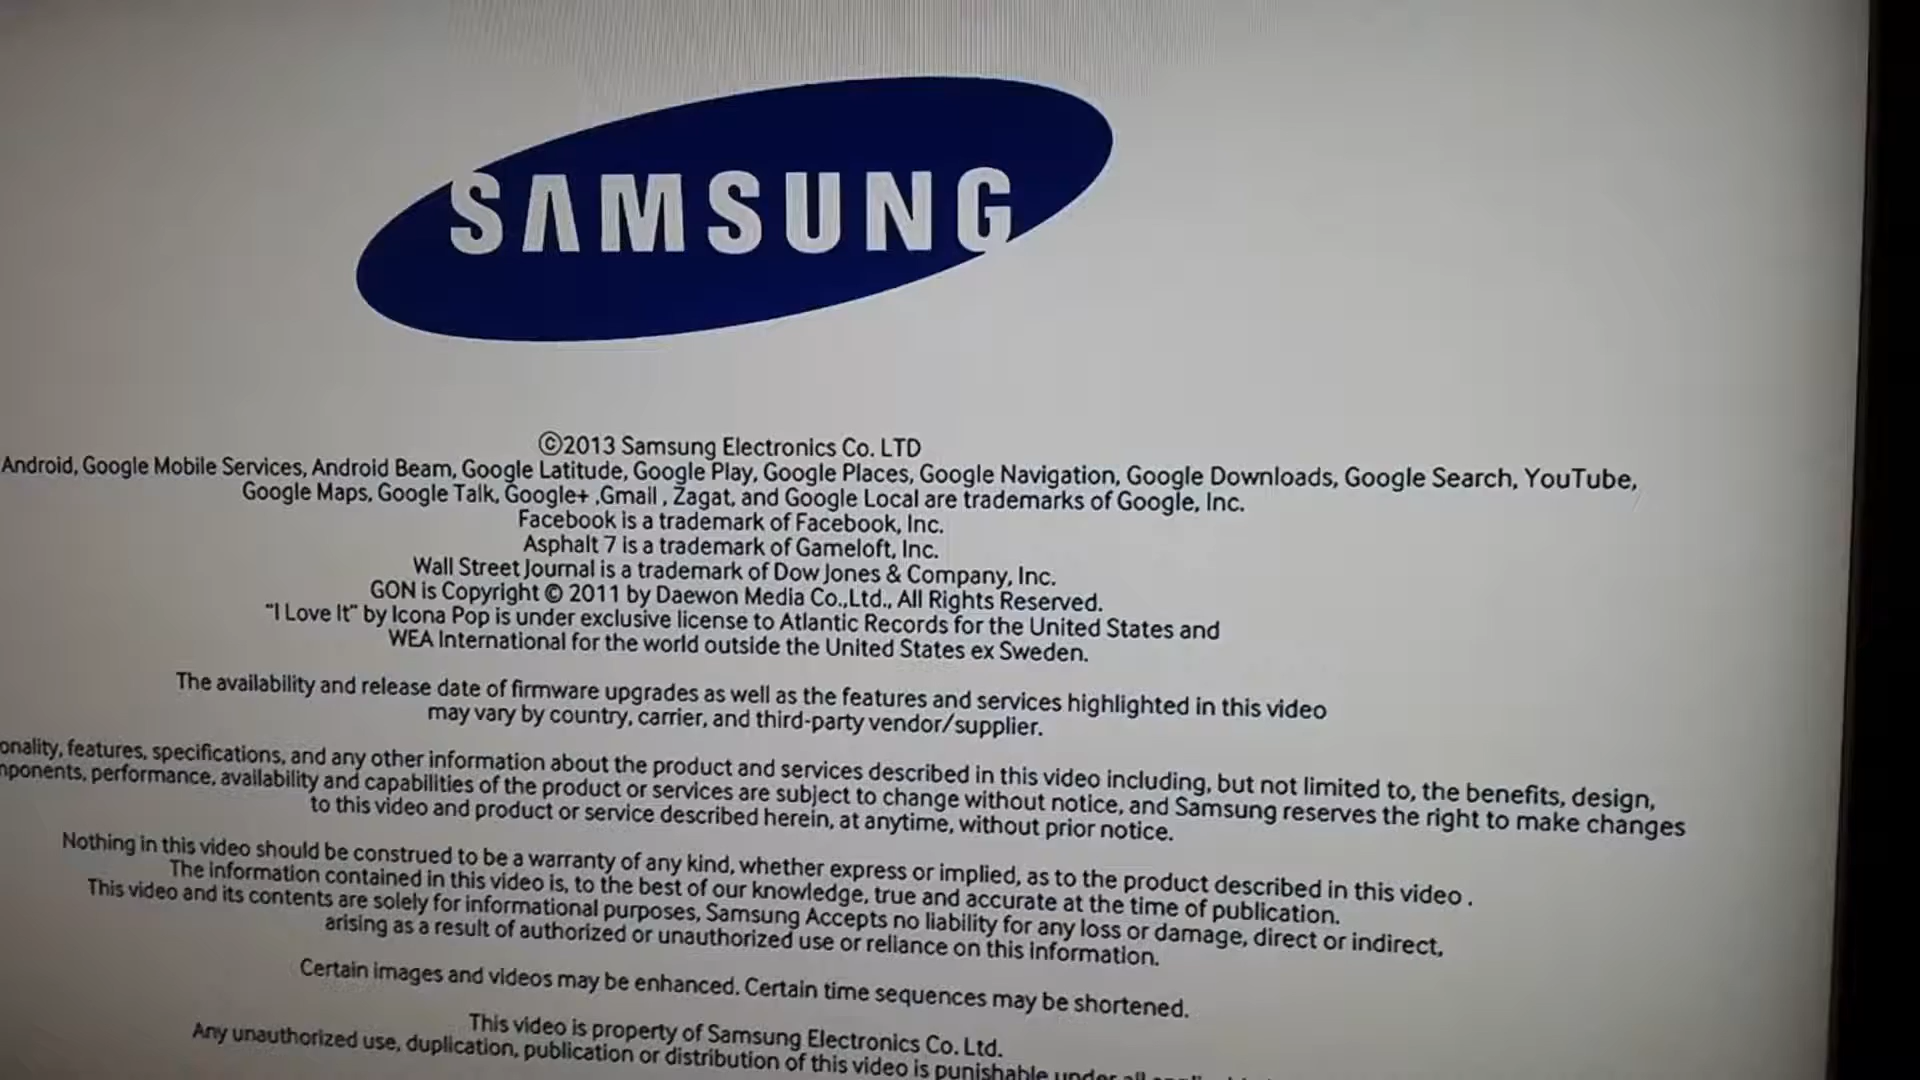 SAMSUNG
©2013 Samsung Electronics Co. LTD
Android, Google Mobile Services, Android Beam, Google Latitude, Google Play, Google Places, Google Navigation, Google Downloads, Google Search, YouTube,
Google Maps, Google Talk, Google+ ,Gmail , Zagat, and Google Local are trademarks of Google, Inc.
Facebook is a trademark of Facebook, Inc.
Asphalt 7 is a trademark of Gameloft, Inc.
Wall Street Journal is a trademark of Dow Jones & Company, Inc.
GON is Copyright © 2011 by Daewon Media Co.,Ltd., All Rights Reserved.
"I Love It" by Icona Pop is under exclusive license to Atlantic Records for the United States and
WEA International for the world outside the United States ex Sweden.
The availability and release date of firmware upgrades as well as the features and services highlighted in this video
may vary by country, carrier, and third-party vendor/supplier.
features, specifications, and any other information about the product and services described in this video including, but not limited to, the benefits, design,
performance, availability and capabilities of the product or services are subject to change without notice, and Samsung reserves the right to make changes
to this video and product or service described herein, at anytime, without prior notice.
Nothing in this video should be construed to be a warranty of any kind, whether express or implied, as to the product described in this video .
The information contained in this video is, to the best of our knowledge, true and accurate at the time of publication.
This video and its contents are solely for informational purposes, Samsung Accepts no liability for any loss or damage, direct or indirect,
arising as a result of authorized or unauthorized use or reliance on this information.
Certain images and videos may be enhanced. Certain time sequences may be shortened.
This video is property of Samsung Electronics Co. Ltd.
Any unauthorized use, duplication, publication or distribution of this video is punishable under all